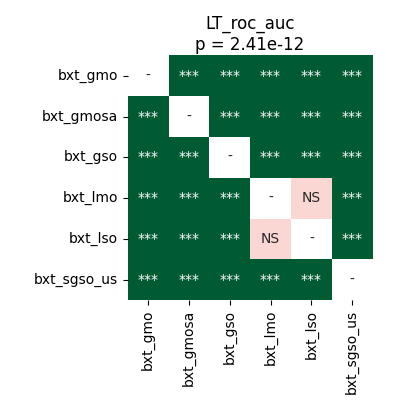 LT_roc_auc
p = 2.41e-12
bxt_gmo - *** *** *** *** ***
bxt_gmosa *** - *** *** *** ***
bxt_gso *** *** - *** *** ***
bxt_lmo *** *** *** - NS ***
bxt_lso *** *** *** NS - ***
bxt_sgso_us *** *** *** *** *** -
bxt_gmo
bxt_gmosa
bxt_gso
bxt_lmo
bxt_lso
bxt_sgso_us